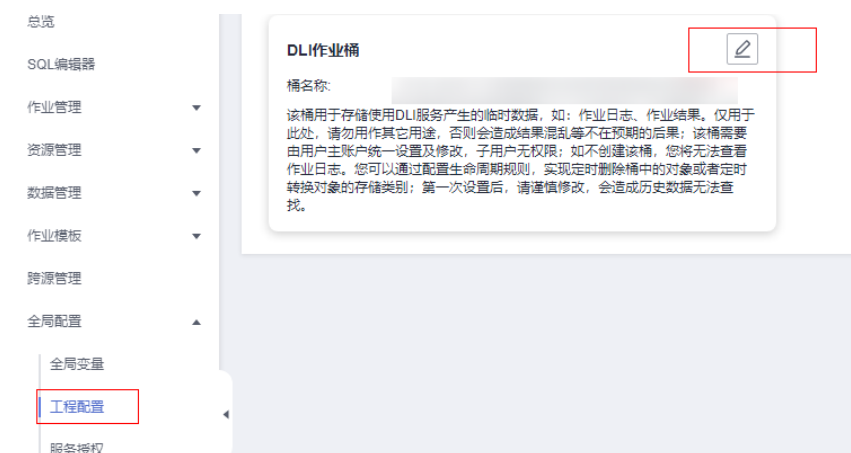 总览
SQL编辑器
作业管理
资源管理
数据管理
作业模板
跨源管理
全局配置
全局变量
工程配置
服务授权
DLI作业桶
桶名称:
该桶用于存储使用DLI服务产生的临时数据，如：作业日志、作业结果。仅用于
此处，请勿用作其它用途，否则会造成结果混乱等不在预期的后果；该桶需要
由用户主账户统一设置及修改，子用户无权限；如不创建该桶，您将无法查看
作业日志。您可以通过配置生命周期规则，实现定时删除桶中的对象或者定时
转换对象的存储类别；第一次设置后，请谨慎修改，会造成历史数据无法查
找。